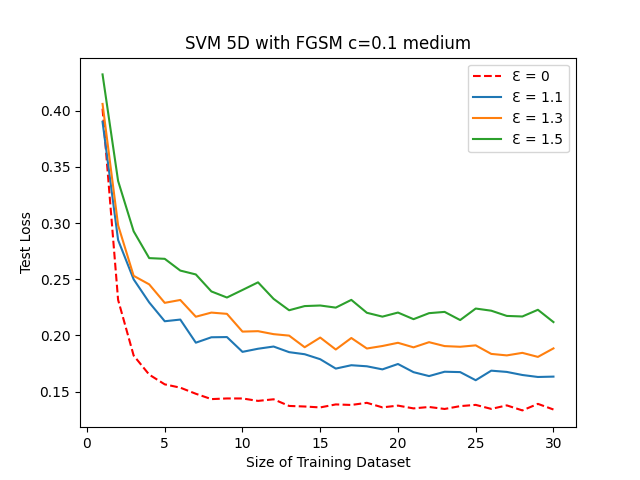 SVM 5D with FGSM c=0.1 medium
Ɛ = 0
Ɛ = 1.1
Ɛ = 1.3
Ɛ = 1.5
0.40
0.35
0.30
0.25
0.20
0.15
Test Loss
0 5 10 15 20 25 30
Size of Training Dataset